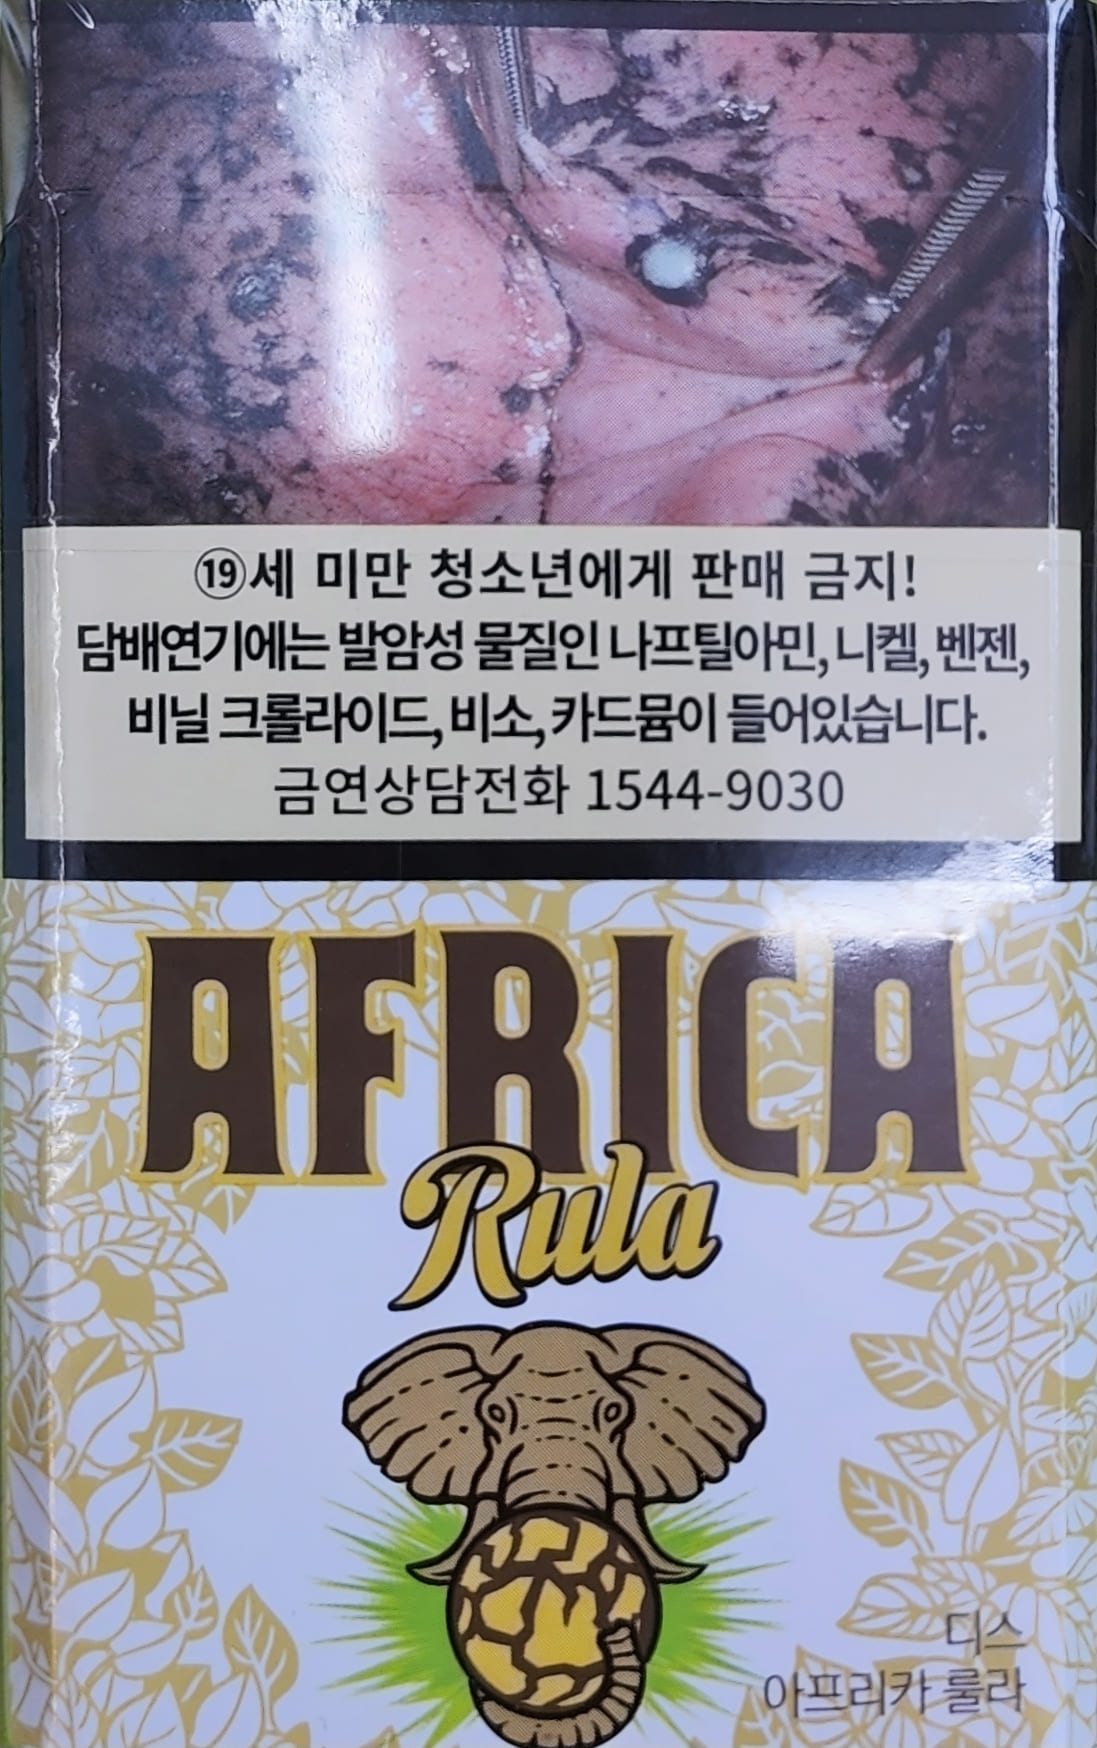 ⑲세 미만 청소년에게 판매 금지!
담배연기에는 발암성 물질인 나프틸아민, 니켈, 벤젠,
비닐 크롤라이드, 비소, 카드뮴이 들어있습니다.
금연상담전화 1544-9030
AFRICA
Rula
디스
아프리카 룰라